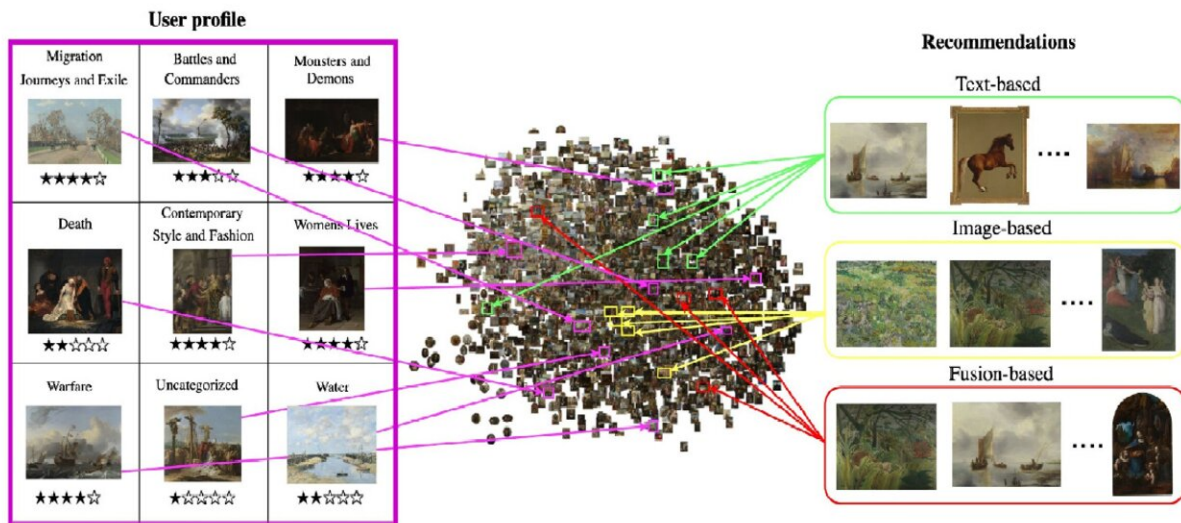 User profile
Migration
Journeys and Exile
Battles and
Commanders
Monsters and
Demons
★★★★☆
★★★☆☆
★★★★☆
Death
Contemporary
Style and Fashion
Womens Lives
★★☆☆☆
★★★★☆
★★★★☆
Warfare
Uncategorized
Water
★★★★☆
★☆☆☆☆
★★☆☆☆
Recommendations
Text-based
....
Image-based
....
Fusion-based
....